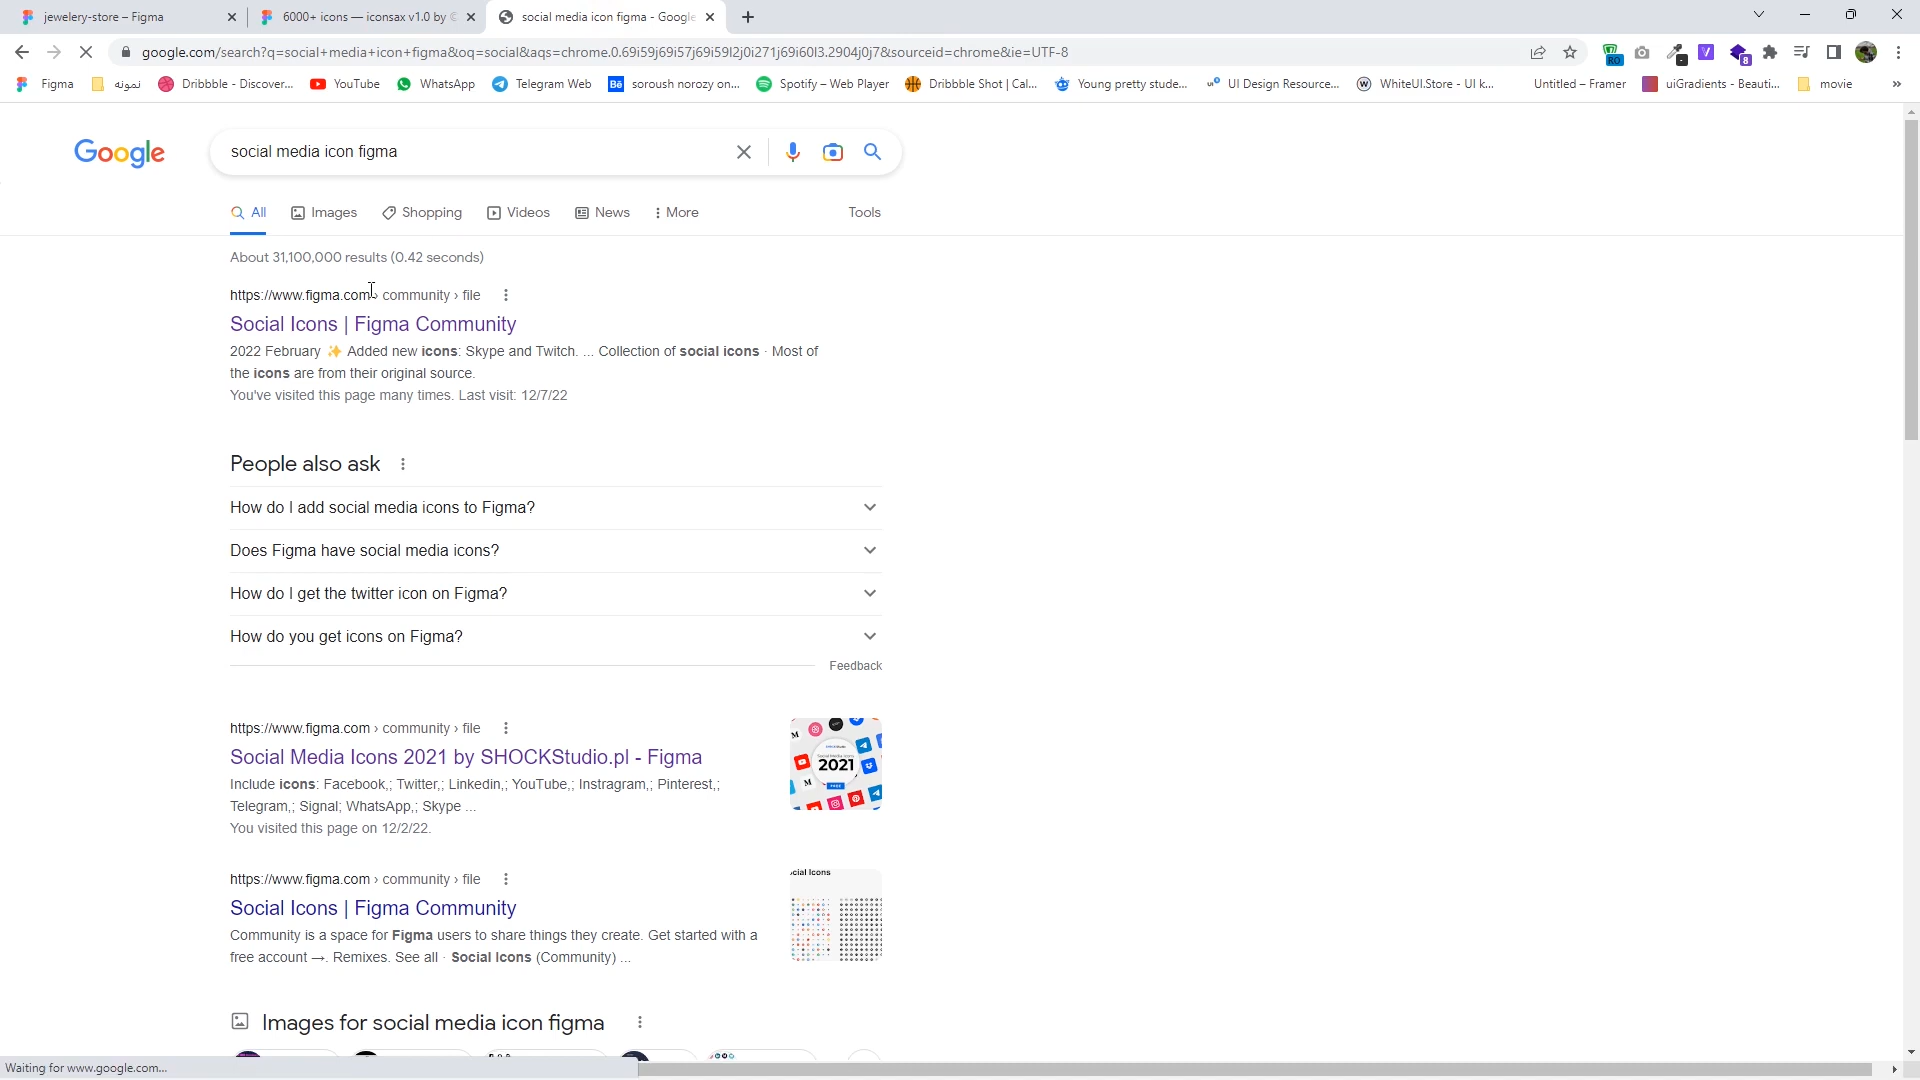 jewelery-store – Figma
6000+ icons — iconsax v1.0 by
social media icon figma - Google
google.com/search?q=social+media+icon+figma&oq=social&aqs=chrome.0.69i59j69i57j69i59l2j0i271j69i60l3.2904j0j7&sourceid=chrome&ie=UTF-8
Figma
نمونه
Dribbble - Discover...
YouTube
WhatsApp
Telegram Web
Bē soroush norozy on...
Spotify – Web Player
Dribbble Shot | Cal...
Young pretty stude...
UI Design Resource...
WhiteUI.Store - UI k...
Untitled – Framer
uiGradients - Beauti...
movie
»
RO
8
V
Google
social media icon figma
All
Images
Shopping
Videos
News
More
Tools
About 31,100,000 results (0.42 seconds)
https://www.figma.com › community › file
Social Icons | Figma Community
2022 February ✨ Added new icons: Skype and Twitch. ... Collection of social icons · Most of
the icons are from their original source.
You've visited this page many times. Last visit: 12/7/22
People also ask
How do I add social media icons to Figma?
Does Figma have social media icons?
How do I get the twitter icon on Figma?
How do you get icons on Figma?
Feedback
https://www.figma.com › community › file
Social Media Icons 2021 by SHOCKStudio.pl - Figma
Include icons: Facebook,; Twitter,; Linkedin,; YouTube,; Instragram,; Pinterest,;
Telegram,; Signal; WhatsApp,; Skype ...
You visited this page on 12/2/22.
2021
FREE
https://www.figma.com › community › file
Social Icons | Figma Community
Community is a space for Figma users to share things they create. Get started with a
free account →. Remixes. See all · Social Icons (Community) ...
cial Icons
Images for social media icon figma
Waiting for www.google.com...